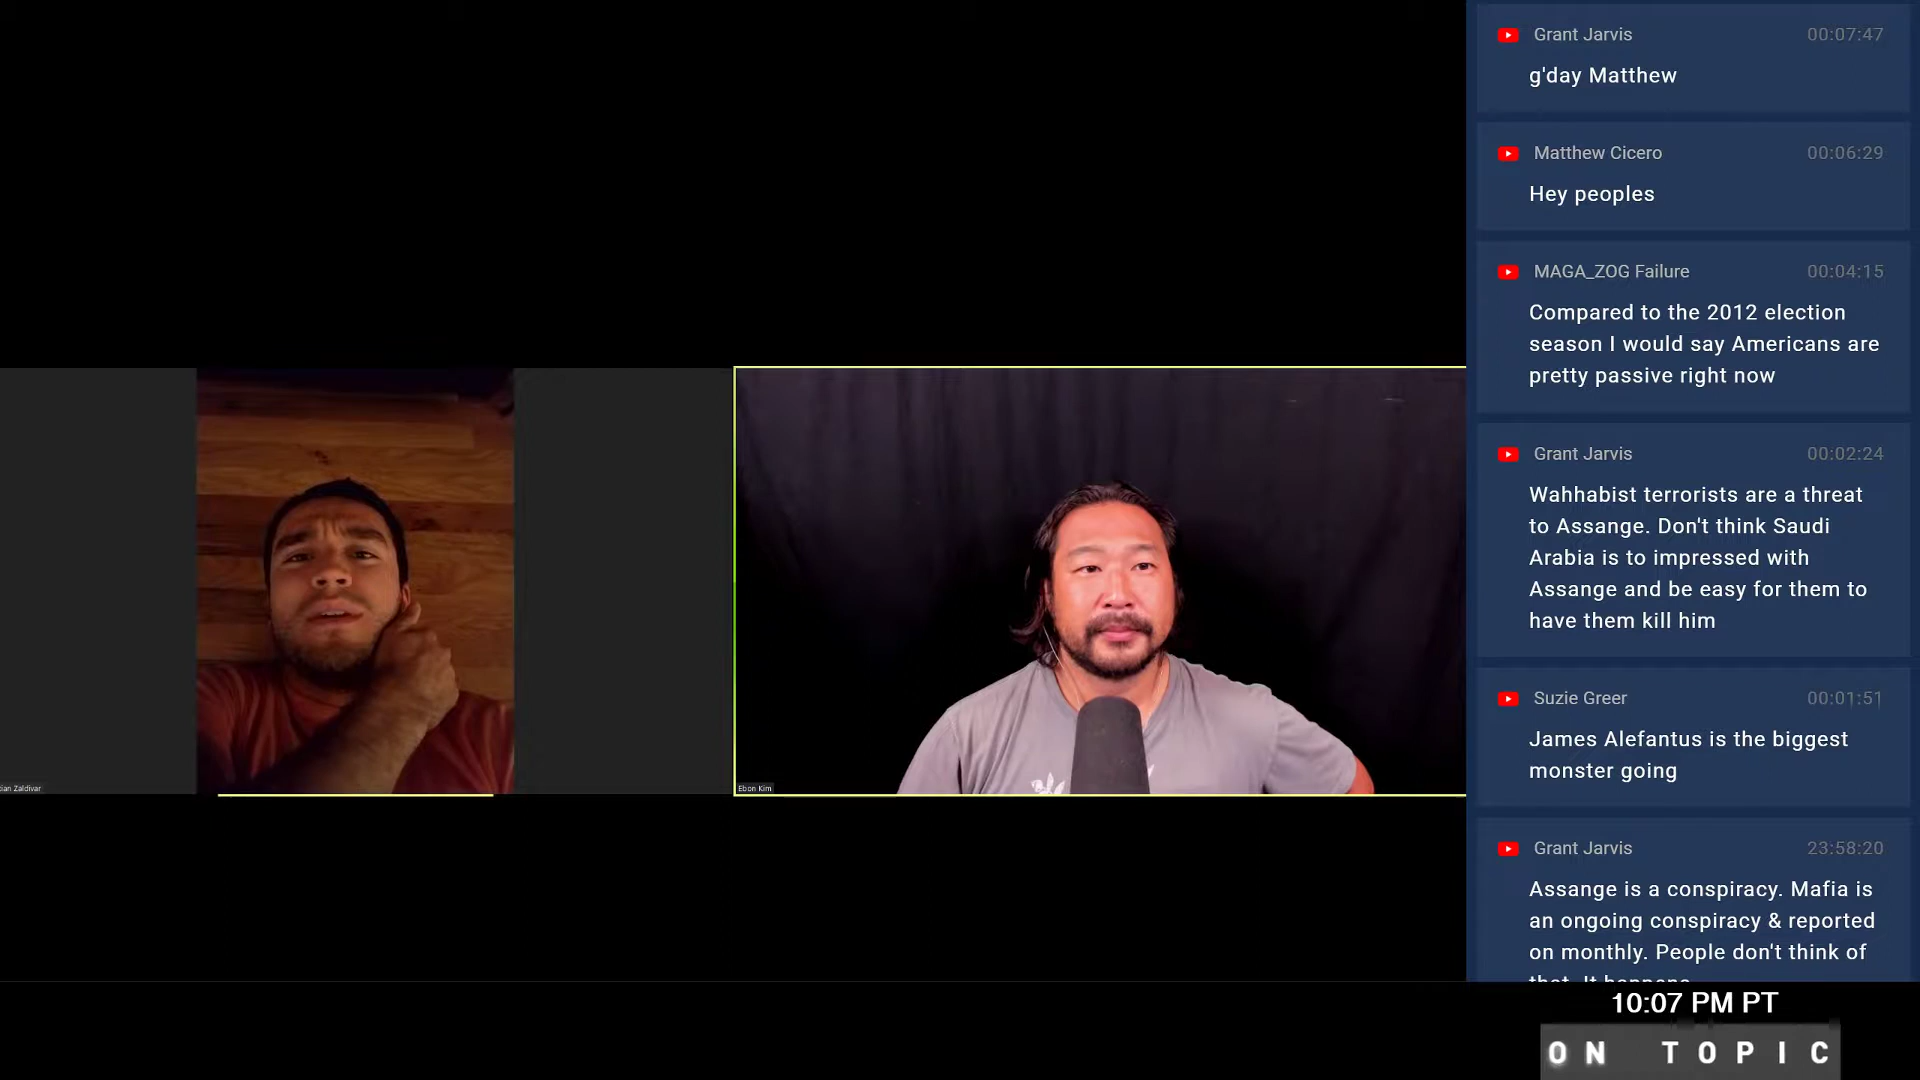 Grant Jarvis 00:07:47
g'day Matthew
Matthew Cicero 00:06:29
Hey peoples
MAGA_ZOG Failure 00:04:15
Compared to the 2012 election
season I would say Americans are
pretty passive right now
Grant Jarvis 00:02:24
Wahhabist terrorists are a threat
to Assange. Don't think Saudi
Arabia is to impressed with
Assange and be easy for them to
have them kill him
Suzie Greer 00:01:51
James Alefantus is the biggest
monster going
Grant Jarvis 23:58:20
Assange is a conspiracy. Mafia is
an ongoing conspiracy & reported
on monthly. People don't think of
that. It happens
ian Zaldivar
Ebon Kim
10:07 PM PT
ON TOPIC